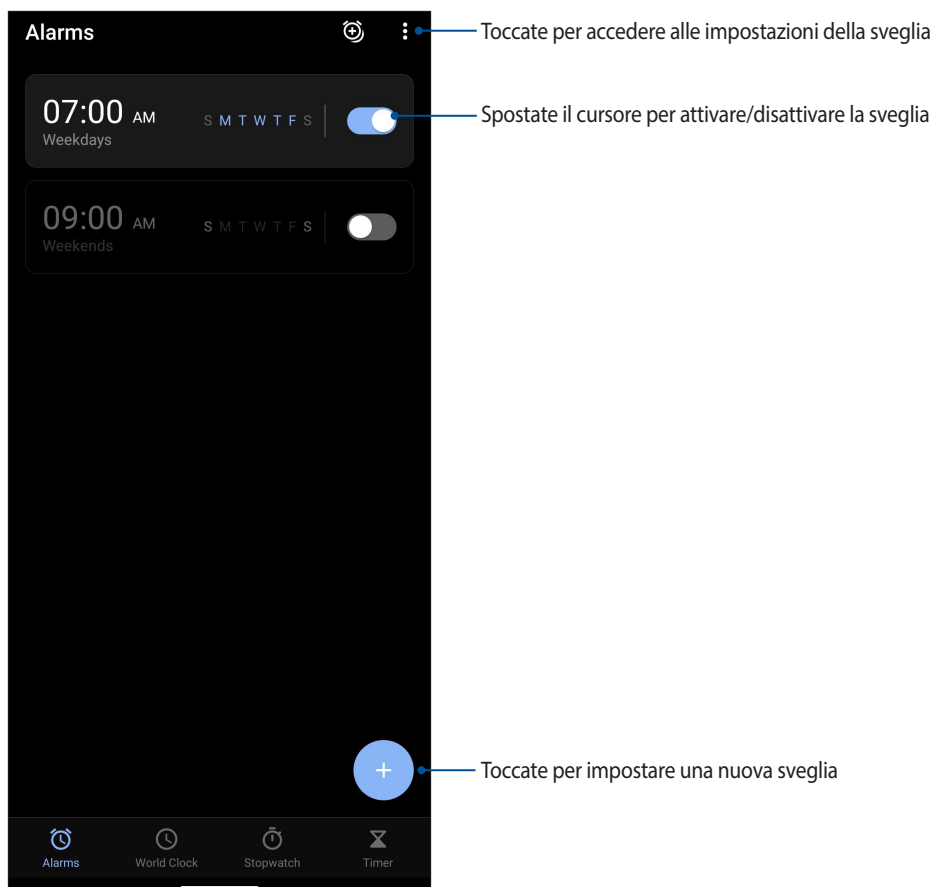 Alarms
Toccate per accedere alle impostazioni della sveglia
07:00 AM S M T W T F S
Weekdays
Spostate il cursore per attivare/disattivare la sveglia
09:00 AM S M T W T F S
Weekends
Toccate per impostare una nuova sveglia
Alarms World Clock Stopwatch Timer